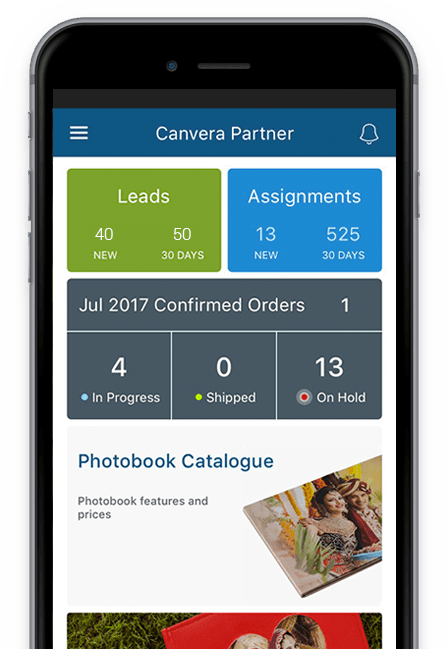 Canvera Partner
Leads
40 50
NEW 30 DAYS
Assignments
13 525
NEW 30 DAYS
Jul 2017 Confirmed Orders 1
4 0 13
In Progress Shipped On Hold
Photobook Catalogue
Photobook features and
prices